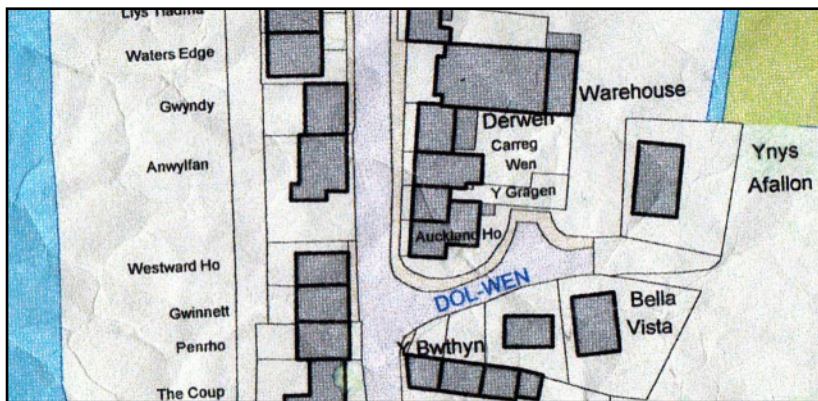 Waters Edge
Gwyndy
Anwylfan
Westward Ho
Gwinnett
Penrho
The Coup
Warehouse
Derwen
Carreg
Wen
Y Gragen
Auckland Ho
Ynys
Afallon
DOL-WEN
Bella
Vista
Y Bwthyn